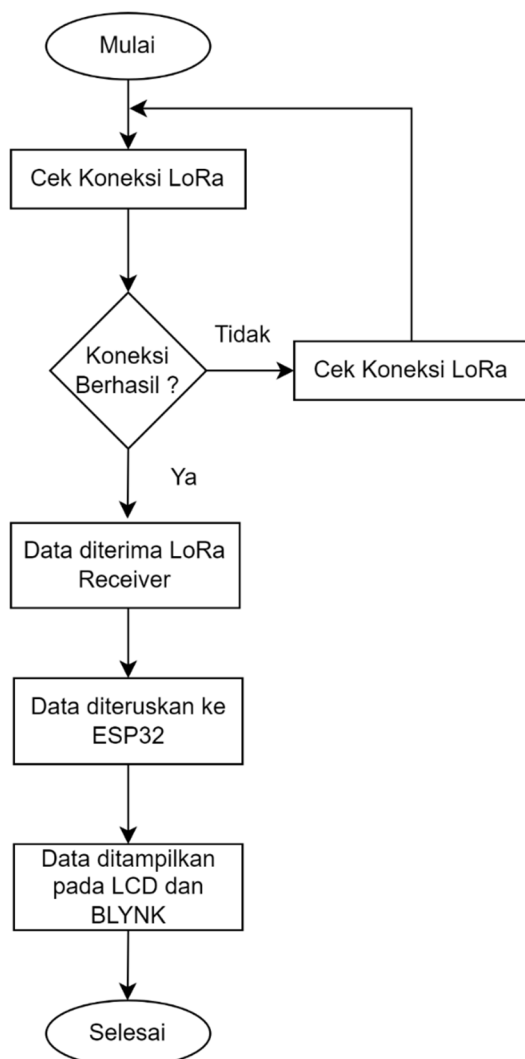 Mulai
Cek Koneksi LoRa
Koneksi
Berhasil ?
Tidak
Cek Koneksi LoRa
Ya
Data diterima LoRa
Receiver
Data diteruskan ke
ESP32
Data ditampilkan
pada LCD dan
BLYNK
Selesai